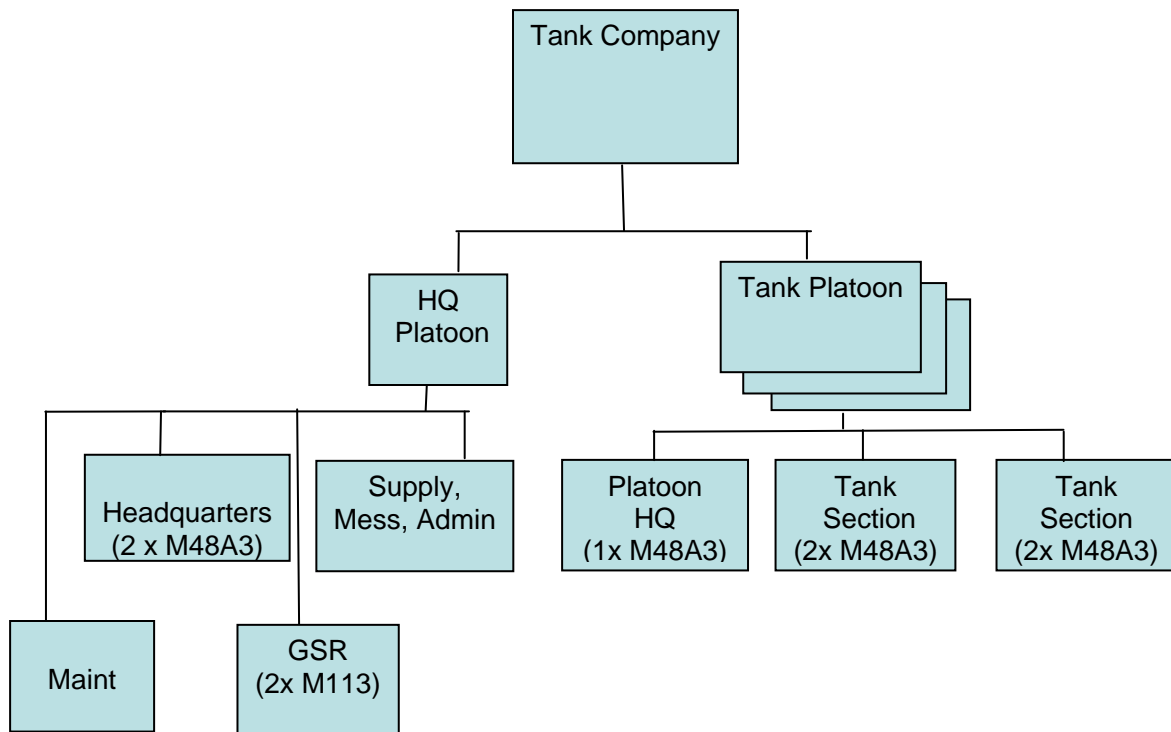 Tank Company
HQ
Platoon
Tank Platoon
Headquarters
(2 x M48A3)
Supply,
Mess, Admin
Platoon
HQ
(1x M48A3)
Tank
Section
(2x M48A3)
Tank
Section
(2x M48A3)
Maint
GSR
(2x M113)